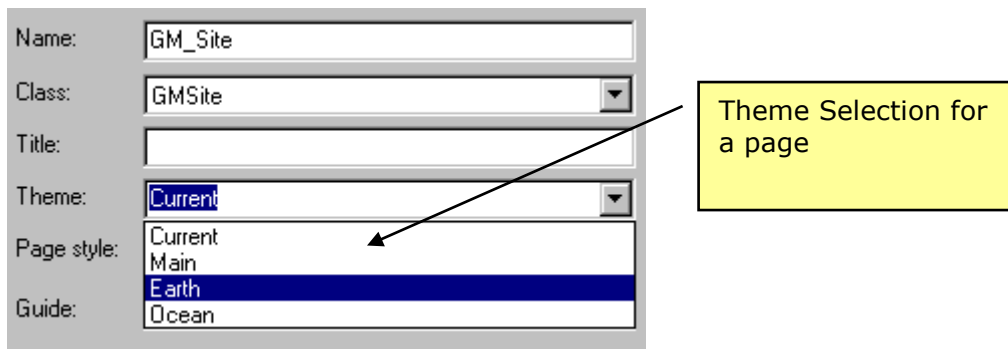 Name: GM_Site
Class: GMSite
Title:
Theme: Current
Page style: Current
Main
Earth
Guide: Ocean
Theme Selection for
a page